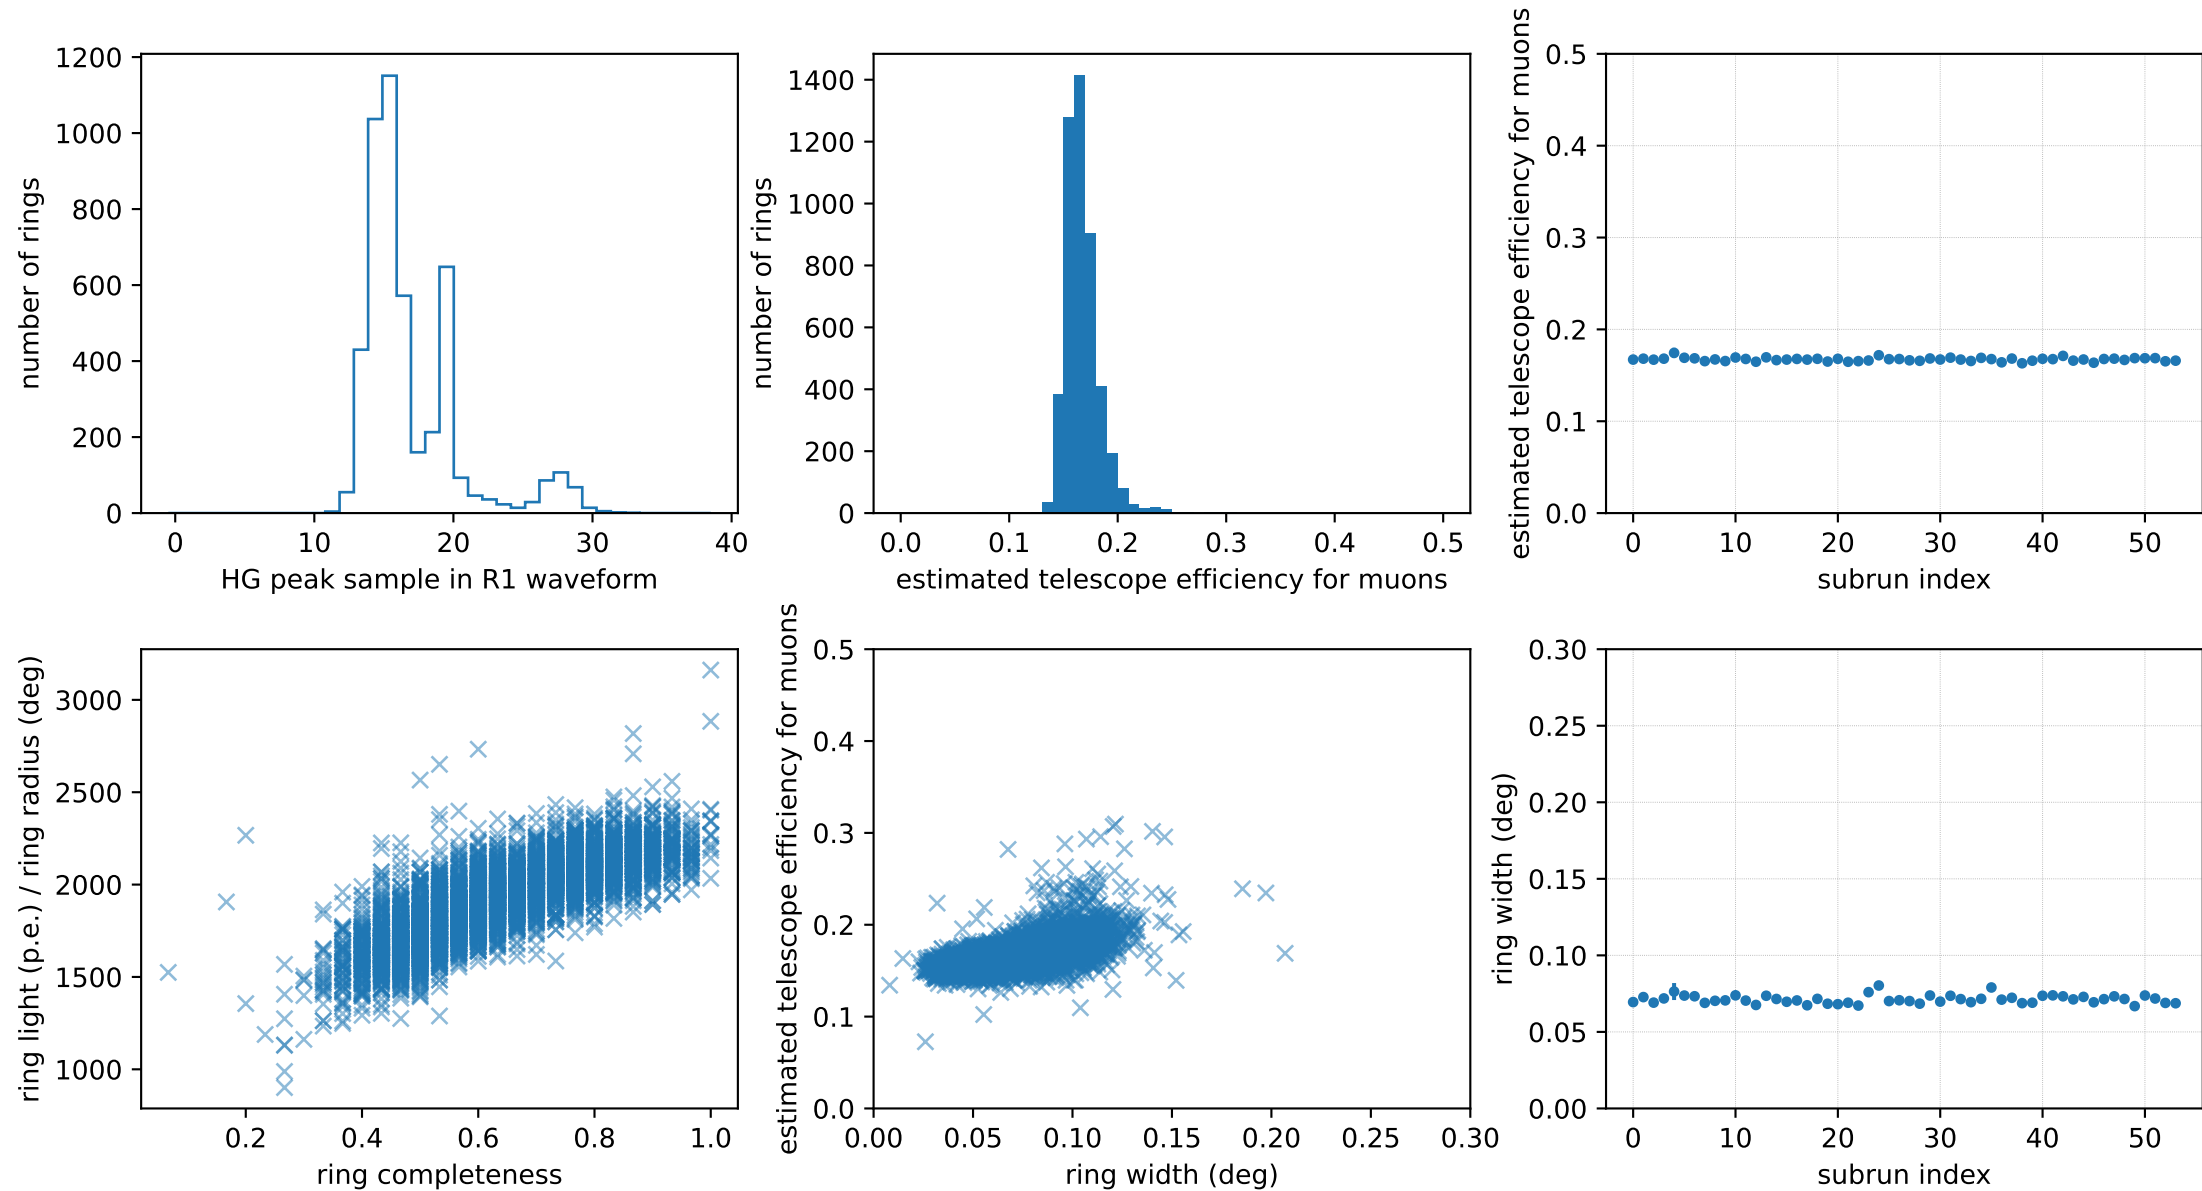 1200
1000
800
600
400
200
0
number of rings
0 10 20 30 40
HG peak sample in R1 waveform
1400
1200
1000
800
600
400
200
0
number of rings
0.0 0.1 0.2 0.3 0.4 0.5
estimated telescope efficiency for muons
0.5
0.4
0.3
0.2
0.1
0.0
estimated telescope efficiency for muons
0 10 20 30 40 50
subrun index
3000
2500
2000
1500
1000
ring light (p.e.) / ring radius (deg)
0.2 0.4 0.6 0.8 1.0
ring completeness
0.5
0.4
0.3
0.2
0.1
0.0
estimated telescope efficiency for muons
0.00 0.05 0.10 0.15 0.20 0.25 0.30
ring width (deg)
0.30
0.25
0.20
0.15
0.10
0.05
0.00
ring width (deg)
0 10 20 30 40 50
subrun index